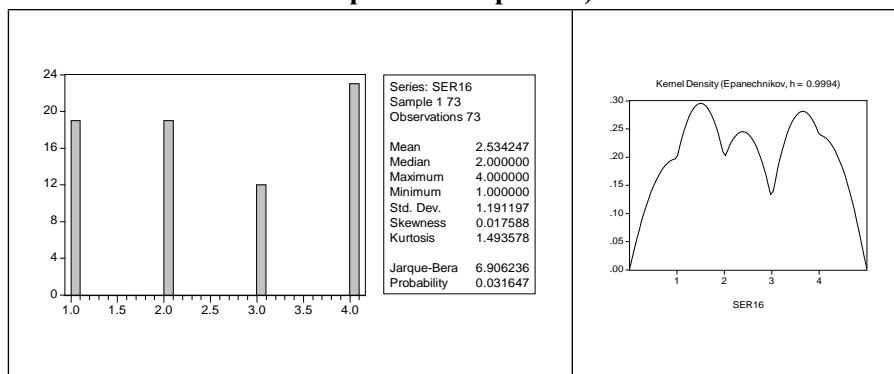 24
20
16
12
8
4
0
1.0 1.5 2.0 2.5 3.0 3.5 4.0
Series: SER16
Sample 1 73
Observations 73
Mean 2.534247
Median 2.000000
Maximum 4.000000
Minimum 1.000000
Std. Dev. 1.191197
Skewness 0.017588
Kurtosis 1.493578
Jarque-Bera 6.906236
Probability 0.031647
Kernel Density (Epanechnikov, h = 0.9994)
.30
.25
.20
.15
.10
.05
.00
1 2 3 4
SER16